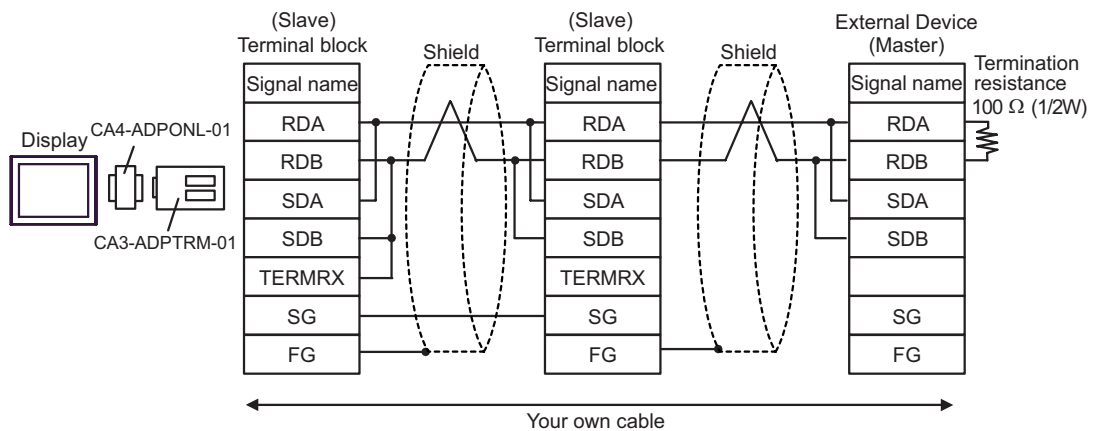 (Slave)
Terminal block
(Slave)
Terminal block
External Device
(Master)
Shield
Shield
Termination
resistance
100 Ω (1/2W)
Display
CA4-ADPONL-01
CA3-ADPTRM-01
Signal name
RDA
RDB
SDA
SDB
TERMRX
SG
FG
Signal name
RDA
RDB
SDA
SDB
TERMRX
SG
FG
Signal name
RDA
RDB
SDA
SDB
SG
FG
Your own cable